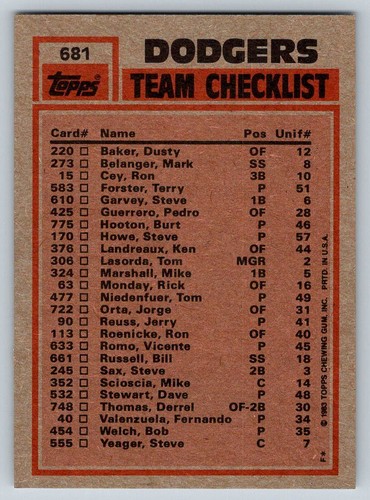 681 DODGERS
Topps TEAM CHECKLIST
Card# Name Pos Unif#
220 Baker, Dusty OF 12
273 Belanger, Mark SS 8
15 Cey, Ron 3B 10
583 Forster, Terry P 51
610 Garvey, Steve 1B 6
425 Guerrero, Pedro OF 28
775 Hooton, Burt P 46
170 Howe, Steve P 57
376 Landreaux, Ken OF 44
306 Lasorda, Tom MGR 2
324 Marshall, Mike 1B 5
63 Monday, Rick OF 16
477 Niedenfuer, Tom P 49
722 Orta, Jorge OF 31
90 Reuss, Jerry P 41
113 Roenicke, Ron OF 40
633 Romo, Vicente P 45
661 Russell, Bill SS 18
245 Sax, Steve 2B 3
352 Scioscia, Mike C 14
532 Stewart, Dave P 48
748 Thomas, Derrel OF-2B 30
40 Valenzuela, Fernando P 34
454 Welch, Bob P 35
555 Yeager, Steve C 7
F* © 1983 TOPPS CHEWING GUM, INC. PRTD. IN U.S.A.